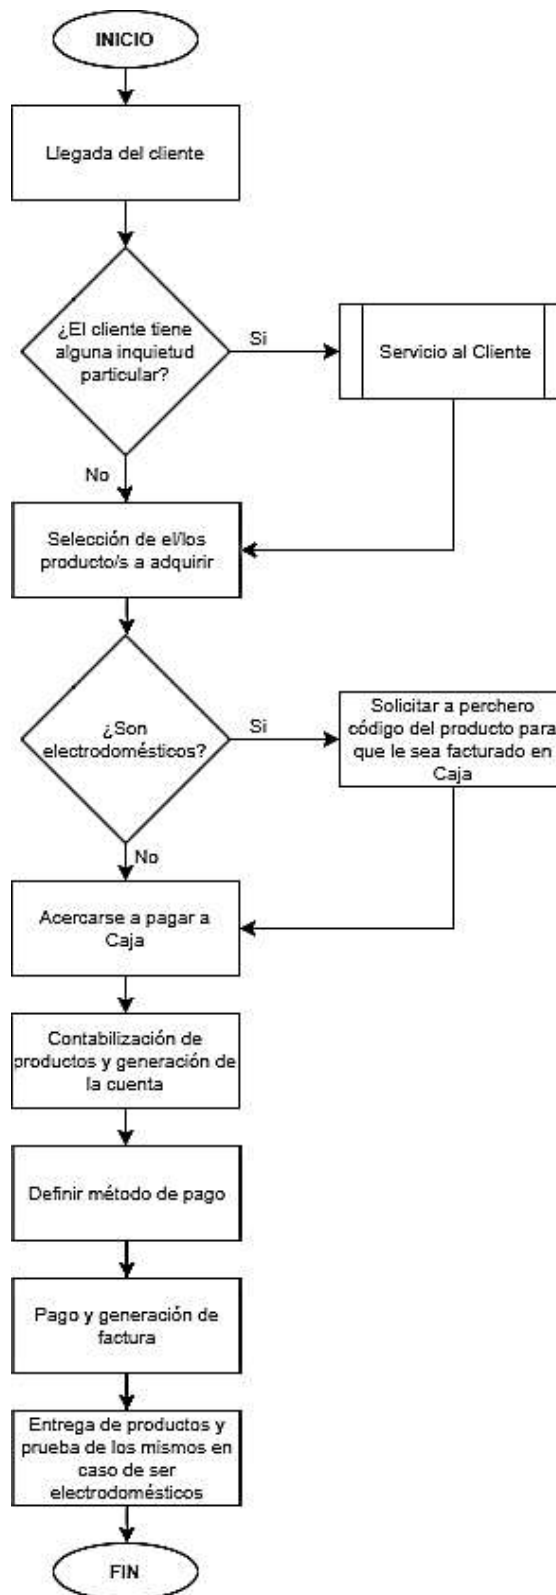 INICIO
Llegada del cliente
¿El cliente tiene
alguna inquietud
particular?
Si
Servicio al Cliente
No
Selección de el/los
producto/s a adquirir
¿Son
electrodomésticos?
Si
Solicitar a perchero
código del producto para
que le sea facturado en
Caja
No
Acercarse a pagar a
Caja
Contabilización de
productos y generación de
la cuenta
Definir método de pago
Pago y generación de
factura
Entrega de productos y
prueba de los mismos en
caso de ser
electrodomésticos
FIN